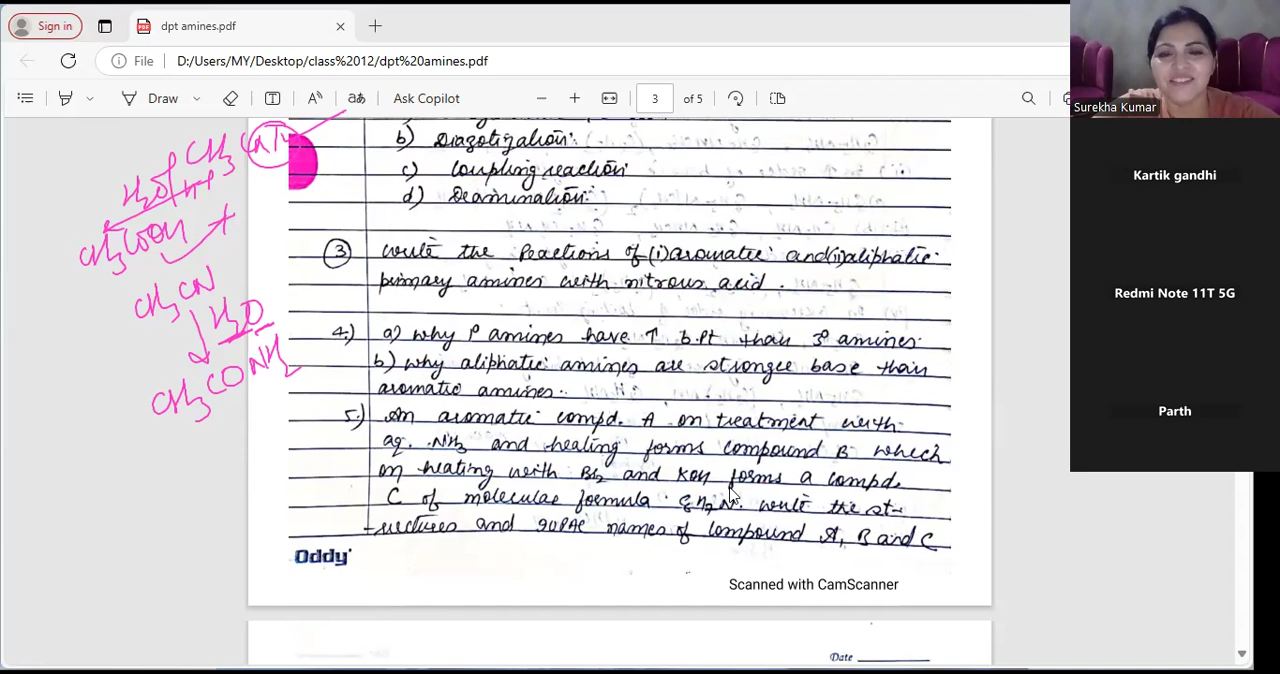 Sign in
dpt amines.pdf
File
D:/Users/MY/Desktop/class%2012/dpt%20amines.pdf
Draw
aあ
Ask Copilot
3 of 5
Surekha Kumar
Kartik gandhi
Redmi Note 11T 5G
Parth
b) Diazotization:
c) Coupling reaction
d) Deamination:
③ write the Reactions of (i) aromatic and (ii) aliphatic
primary amines with nitrous acid.
4.) a) why 1° amines have ↑ b.pt than 3° amines.
b) why aliphatic amines are stronger base than
aromatic amines.
5.) An aromatic compd. A on treatment with
aq. NH3 and heating forms compound B which
on heating with Br2 and KOH forms a compd.
C of molecular formula C6H7N. write the st-
-ructures and IUPAC names of compound A, B and C
Oddy
Scanned with CamScanner
Date
CH3
H2O
CH3COOH
CH3CN
H2O
CH3CONH2